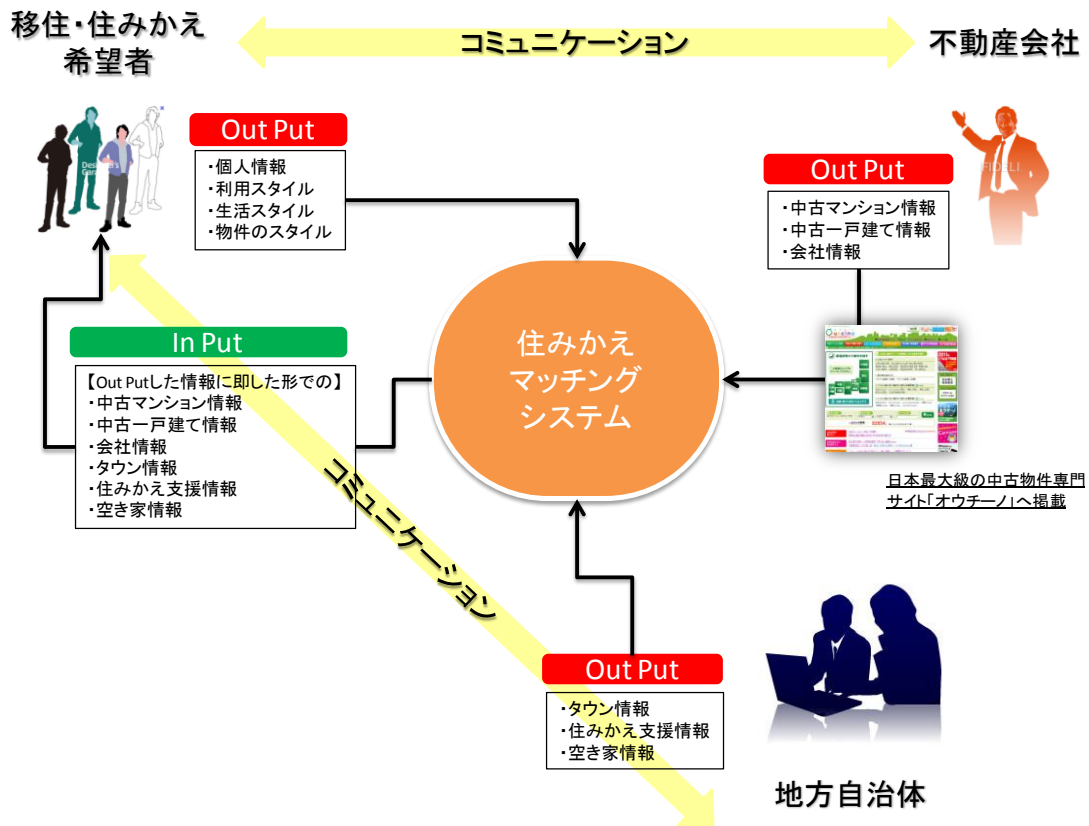 移住・住みかえ
希望者
コミュニケーション
不動産会社
Out Put
・個人情報
・利用スタイル
・生活スタイル
・物件のスタイル
FIDELI
Out Put
・中古マンション情報
・中古一戸建て情報
・会社情報
In Put
【Out Putした情報に即した形での】
・中古マンション情報
・中古一戸建て情報
・会社情報
・タウン情報
・住みかえ支援情報
・空き家情報
住みかえ
マッチング
システム
日本最大級の中古物件専門
サイト「オウチーノ」へ掲載
コミュニケーション
Out Put
・タウン情報
・住みかえ支援情報
・空き家情報
地方自治体